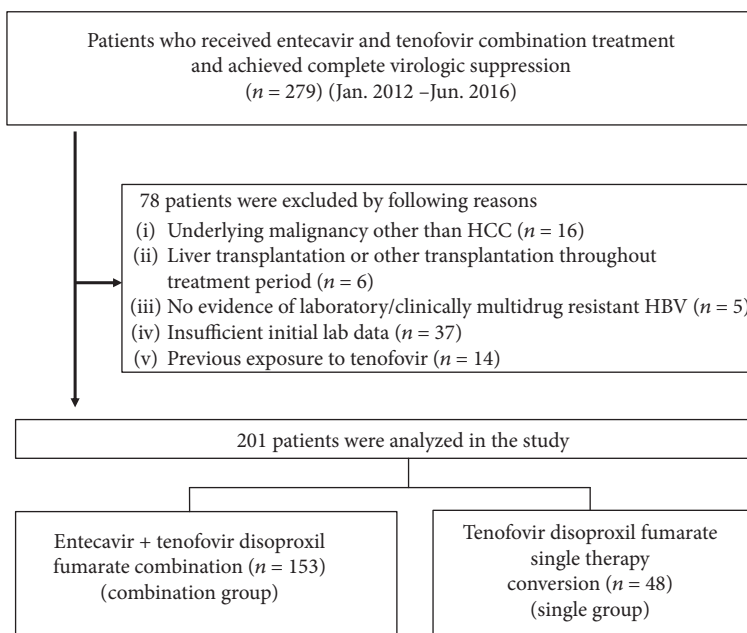 Patients who received entecavir and tenofovir combination treatment
and achieved complete virologic suppression
(n = 279) (Jan. 2012 –Jun. 2016)
78 patients were excluded by following reasons
(i) Underlying malignancy other than HCC (n = 16)
(ii) Liver transplantation or other transplantation throughout
treatment period (n = 6)
(iii) No evidence of laboratory/clinically multidrug resistant HBV (n = 5)
(iv) Insufficient initial lab data (n = 37)
(v) Previous exposure to tenofovir (n = 14)
201 patients were analyzed in the study
Entecavir + tenofovir disoproxil
fumarate combination (n = 153)
(combination group)
Tenofovir disoproxil fumarate
single therapy
conversion (n = 48)
(single group)